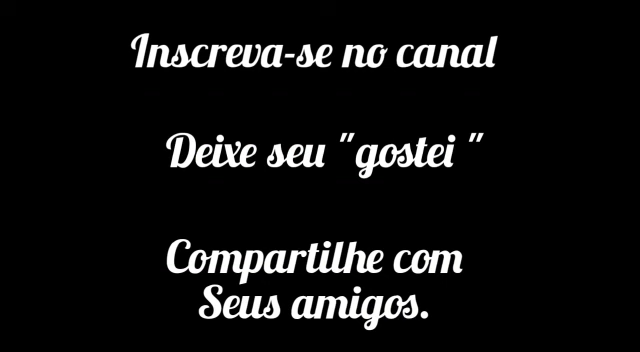 Inscreva-se no canal
Deixe seu "gostei "
Compartilhe com
Seus amigos.